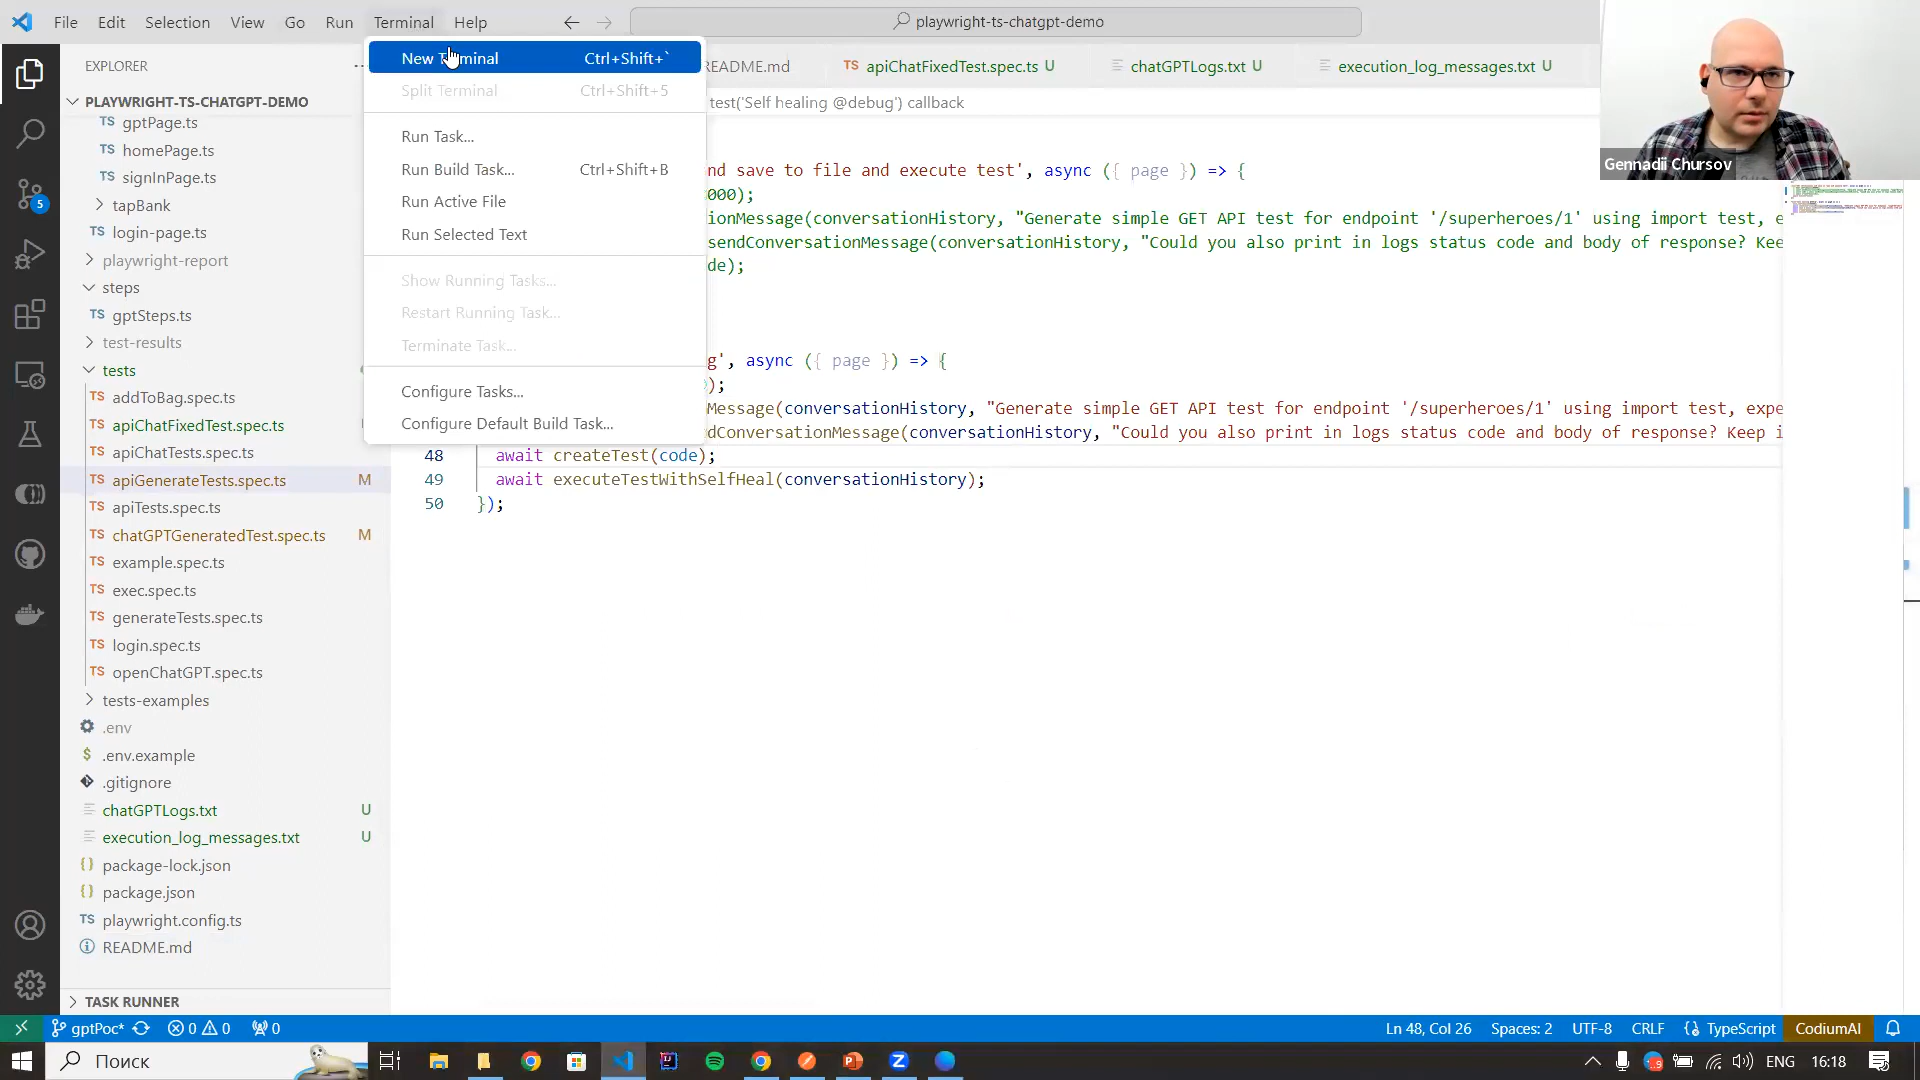 File Edit Selection View Go Run Terminal Help
playwright-ts-chatgpt-demo
EXPLORER
PLAYWRIGHT-TS-CHATGPT-DEMO
TS gptPage.ts
TS homePage.ts
TS signInPage.ts
tapBank
login-page.ts
playwright-report
steps
TS gptSteps.ts
test-results
tests
TS addToBag.spec.ts
TS apiChatFixedTest.spec.ts
TS apiChatTests.spec.ts
TS apiGenerateTests.spec.ts M
TS apiTests.spec.ts
TS chatGPTGeneratedTest.spec.ts M
TS example.spec.ts
TS exec.spec.ts
TS generateTests.spec.ts
TS login.spec.ts
TS openChatGPT.spec.ts
tests-examples
.env
$ .env.example
.gitignore
chatGPTLogs.txt U
execution_log_messages.txt U
{} package-lock.json
{} package.json
TS playwright.config.ts
README.md
TASK RUNNER
New Terminal Ctrl+Shift+`
Split Terminal Ctrl+Shift+5
Run Task...
Run Build Task... Ctrl+Shift+B
Run Active File
Run Selected Text
Show Running Tasks...
Restart Running Task...
Terminate Task...
Configure Tasks...
Configure Default Build Task...
README.md TS apiChatFixedTest.spec.ts U chatGPTLogs.txt U execution_log_messages.txt U
test('Self healing @debug') callback
nd save to file and execute test', async ({ page }) => {
000);
ionMessage(conversationHistory, "Generate simple GET API test for endpoint '/superheroes/1' using import test, e
sendConversationMessage(conversationHistory, "Could you also print in logs status code and body of response? Kee
de);
g', async ({ page }) => {
);
Message(conversationHistory, "Generate simple GET API test for endpoint '/superheroes/1' using import test, expe
dConversationMessage(conversationHistory, "Could you also print in logs status code and body of response? Keep i
48 await createTest(code);
49 await executeTestWithSelfHeal(conversationHistory);
50 });
Gennadii Chursov
5
gptPoc* 0 0 0
Ln 48, Col 26 Spaces: 2 UTF-8 CRLF {} TypeScript CodiumAI
Поиск
ENG 16:18